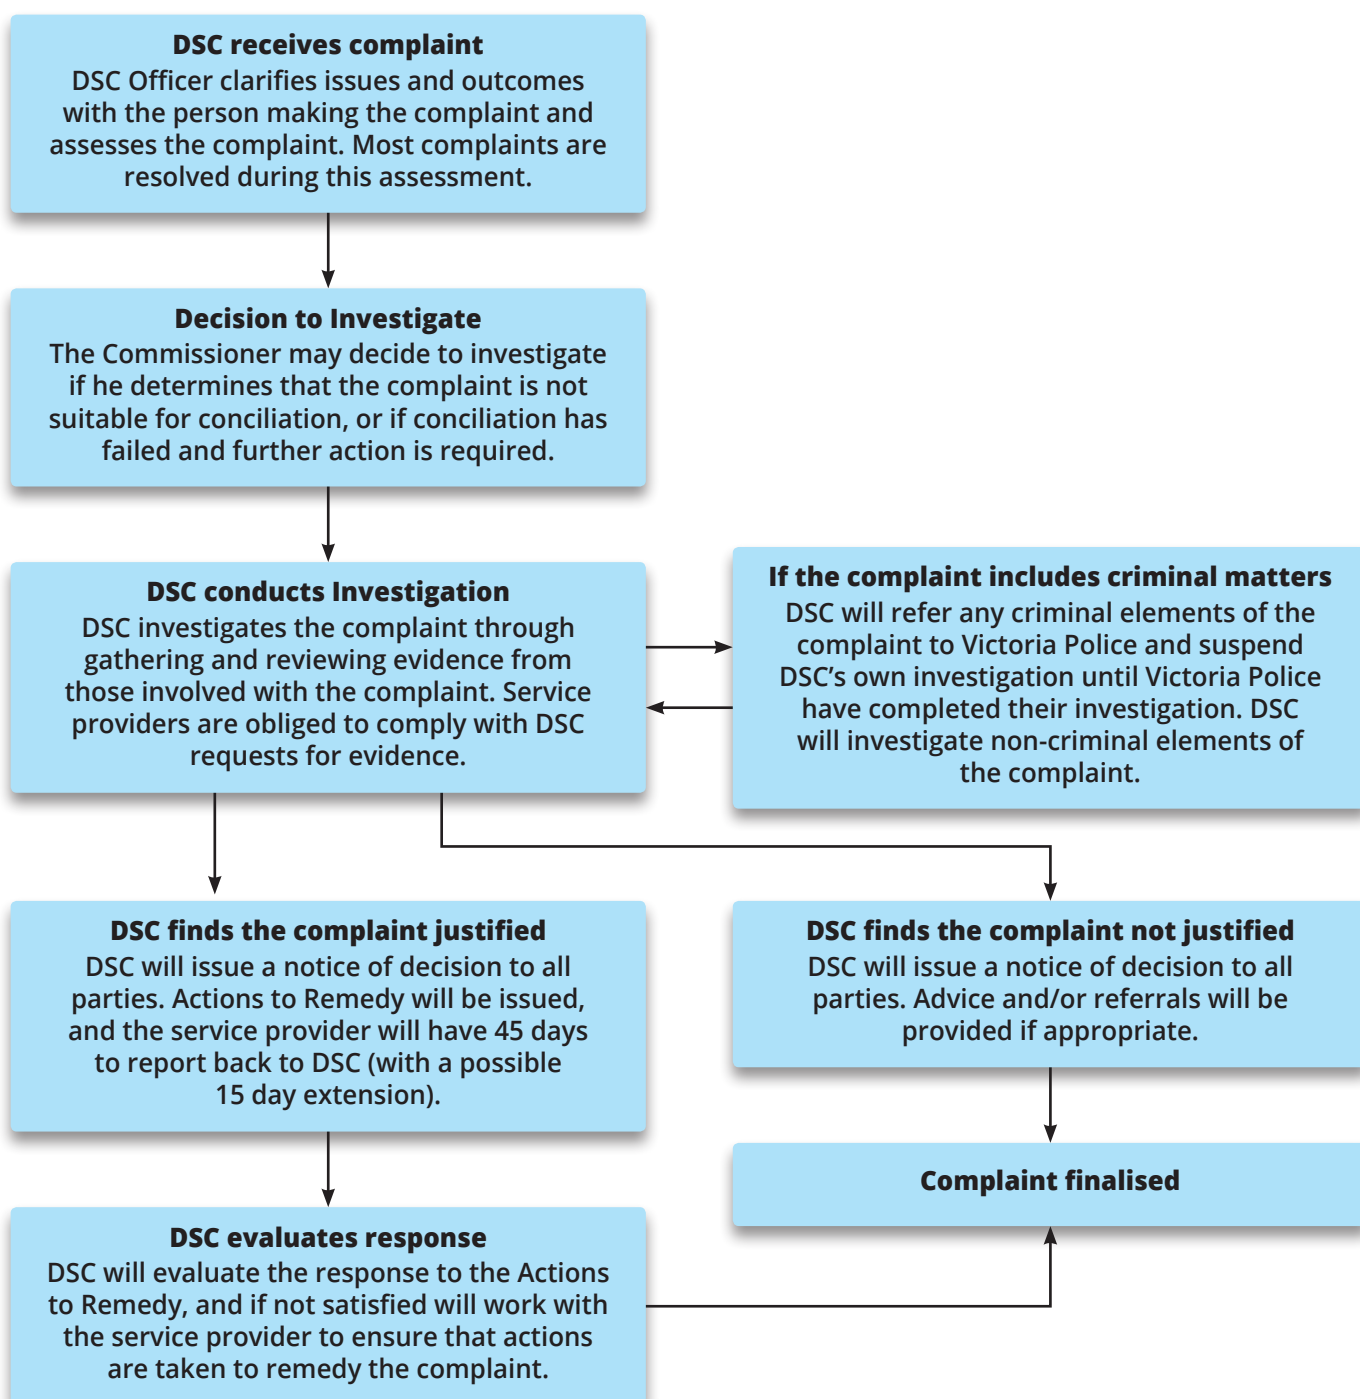 DSC receives complaint
DSC Officer clarifies issues and outcomes
with the person making the complaint and
assesses the complaint. Most complaints are
resolved during this assessment.
Decision to Investigate
The Commissioner may decide to investigate
if he determines that the complaint is not
suitable for conciliation, or if conciliation has
failed and further action is required.
DSC conducts Investigation
DSC investigates the complaint through
gathering and reviewing evidence from
those involved with the complaint. Service
providers are obliged to comply with DSC
requests for evidence.
If the complaint includes criminal matters
DSC will refer any criminal elements of the
complaint to Victoria Police and suspend
DSC’s own investigation until Victoria Police
have completed their investigation. DSC
will investigate non-criminal elements of
the complaint.
DSC finds the complaint justified
DSC will issue a notice of decision to all
parties. Actions to Remedy will be issued,
and the service provider will have 45 days
to report back to DSC (with a possible
15 day extension).
DSC finds the complaint not justified
DSC will issue a notice of decision to all
parties. Advice and/or referrals will be
provided if appropriate.
Complaint finalised
DSC evaluates response
DSC will evaluate the response to the Actions
to Remedy, and if not satisfied will work with
the service provider to ensure that actions
are taken to remedy the complaint.